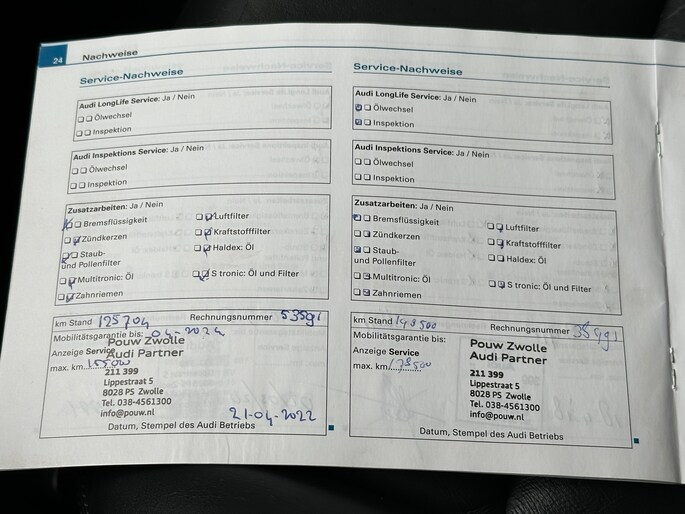 24 Nachweise
Service-Nachweise
Audi LongLife Service: Ja / Nein
Ölwechsel
Inspektion
Audi Inspektions Service: Ja / Nein
Ölwechsel
Inspektion
Zusatzarbeiten: Ja / Nein
Bremsflüssigkeit
Luftfilter
Zündkerzen
Kraftstofffilter
Staub-
und Pollenfilter
Haldex: Öl
Multitronic: Öl
S tronic: Öl und Filter
Zahnriemen
km Stand 125704 Rechnungsnummer
Mobilitätsgarantie bis: 04-2024
Pouw Zwolle
Anzeige Service
Audi Partner
max. km
211 399
Lippestraat 5
8028 PS Zwolle
Tel. 038-4561300
info@pouw.nl
21-04-2022
Datum, Stempel des Audi Betriebs
Service-Nachweise
Audi LongLife Service: Ja / Nein
Ölwechsel
Inspektion
Audi Inspektions Service: Ja / Nein
Ölwechsel
Inspektion
Zusatzarbeiten: Ja / Nein
Bremsflüssigkeit
Luftfilter
Zündkerzen
Kraftstofffilter
Staub-
und Pollenfilter
Haldex: Öl
Multitronic: Öl
S tronic: Öl und Filter
Zahnriemen
km Stand 148500 Rechnungsnummer
Mobilitätsgarantie bis:
Pouw Zwolle
Anzeige Service
Audi Partner
max. km 178500
211 399
Lippestraat 5
8028 PS Zwolle
Tel. 038-4561300
info@pouw.nl
Datum, Stempel des Audi Betriebs